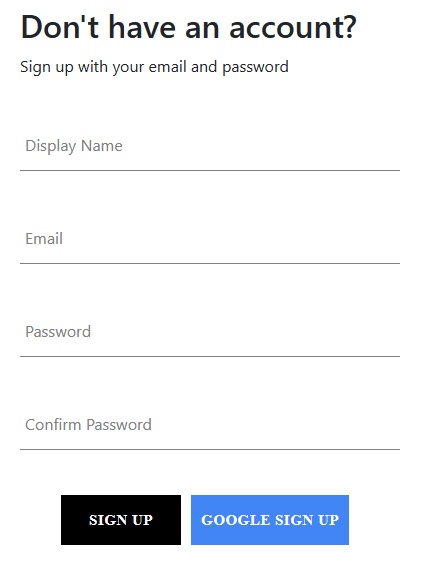 Don't have an account?
Sign up with your email and password
Display Name
Email
Password
Confirm Password
SIGN UP
GOOGLE SIGN UP